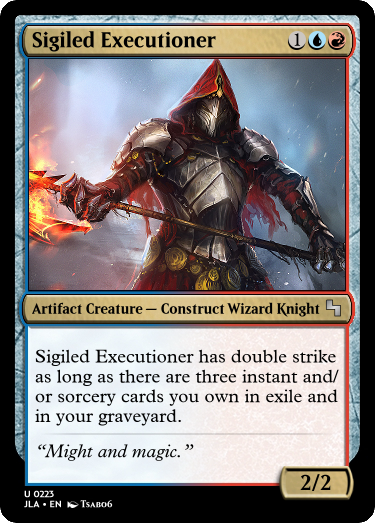 Sigiled Executioner 1
Artifact Creature — Construct Wizard Knight
Sigiled Executioner has double strike
as long as there are three instant and/
or sorcery cards you own in exile and
in your graveyard.
“Might and magic.”
2/2
U 0223
JLA • EN Tsabo6